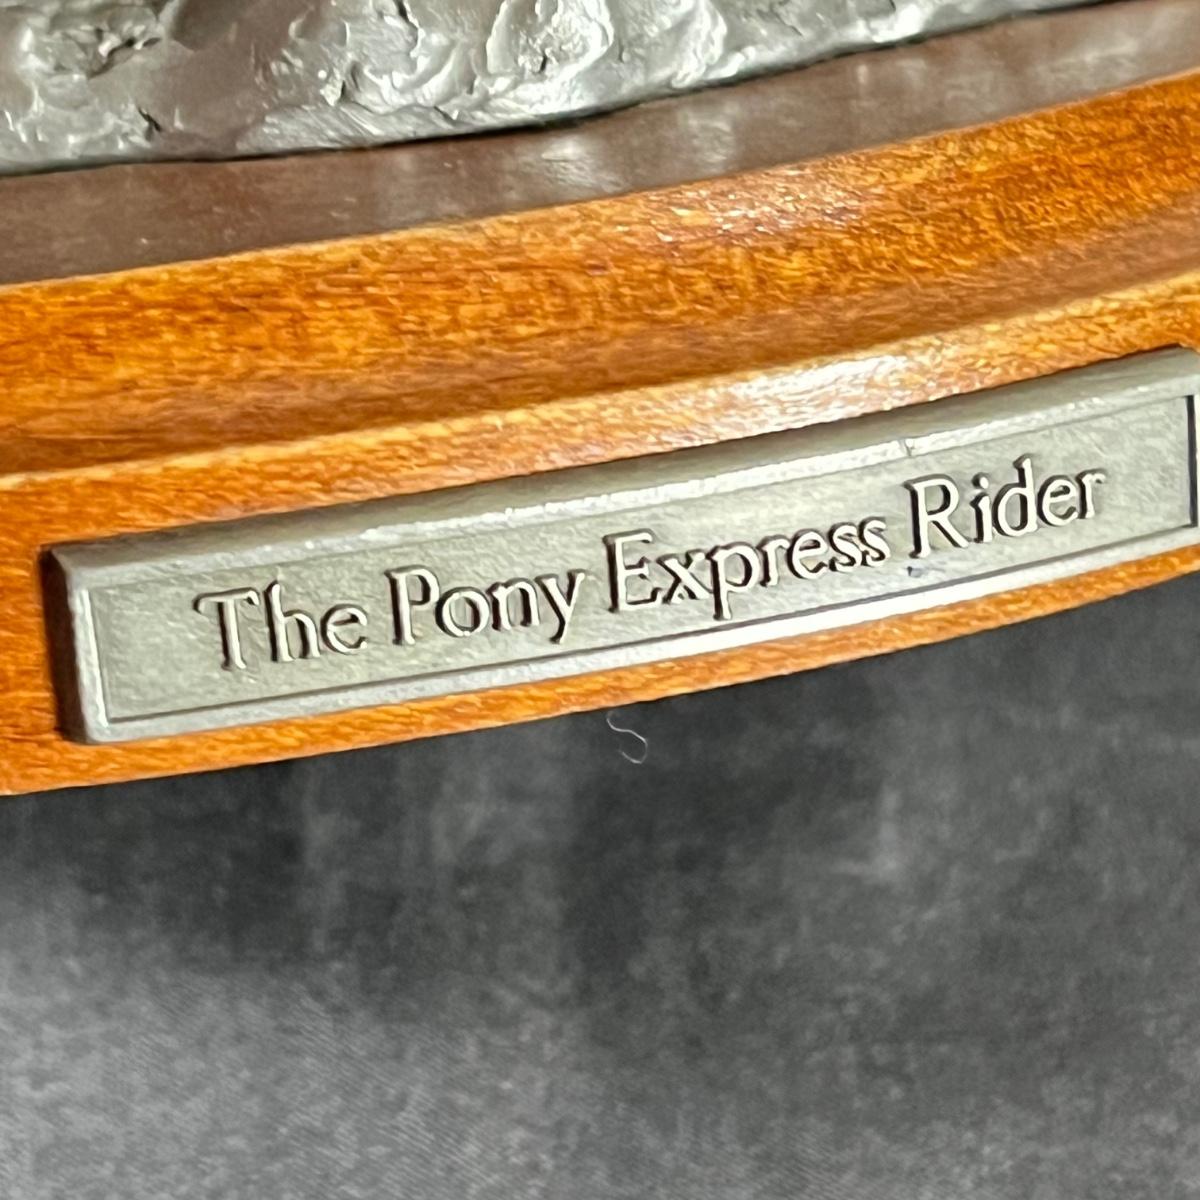 The Pony Express Rider